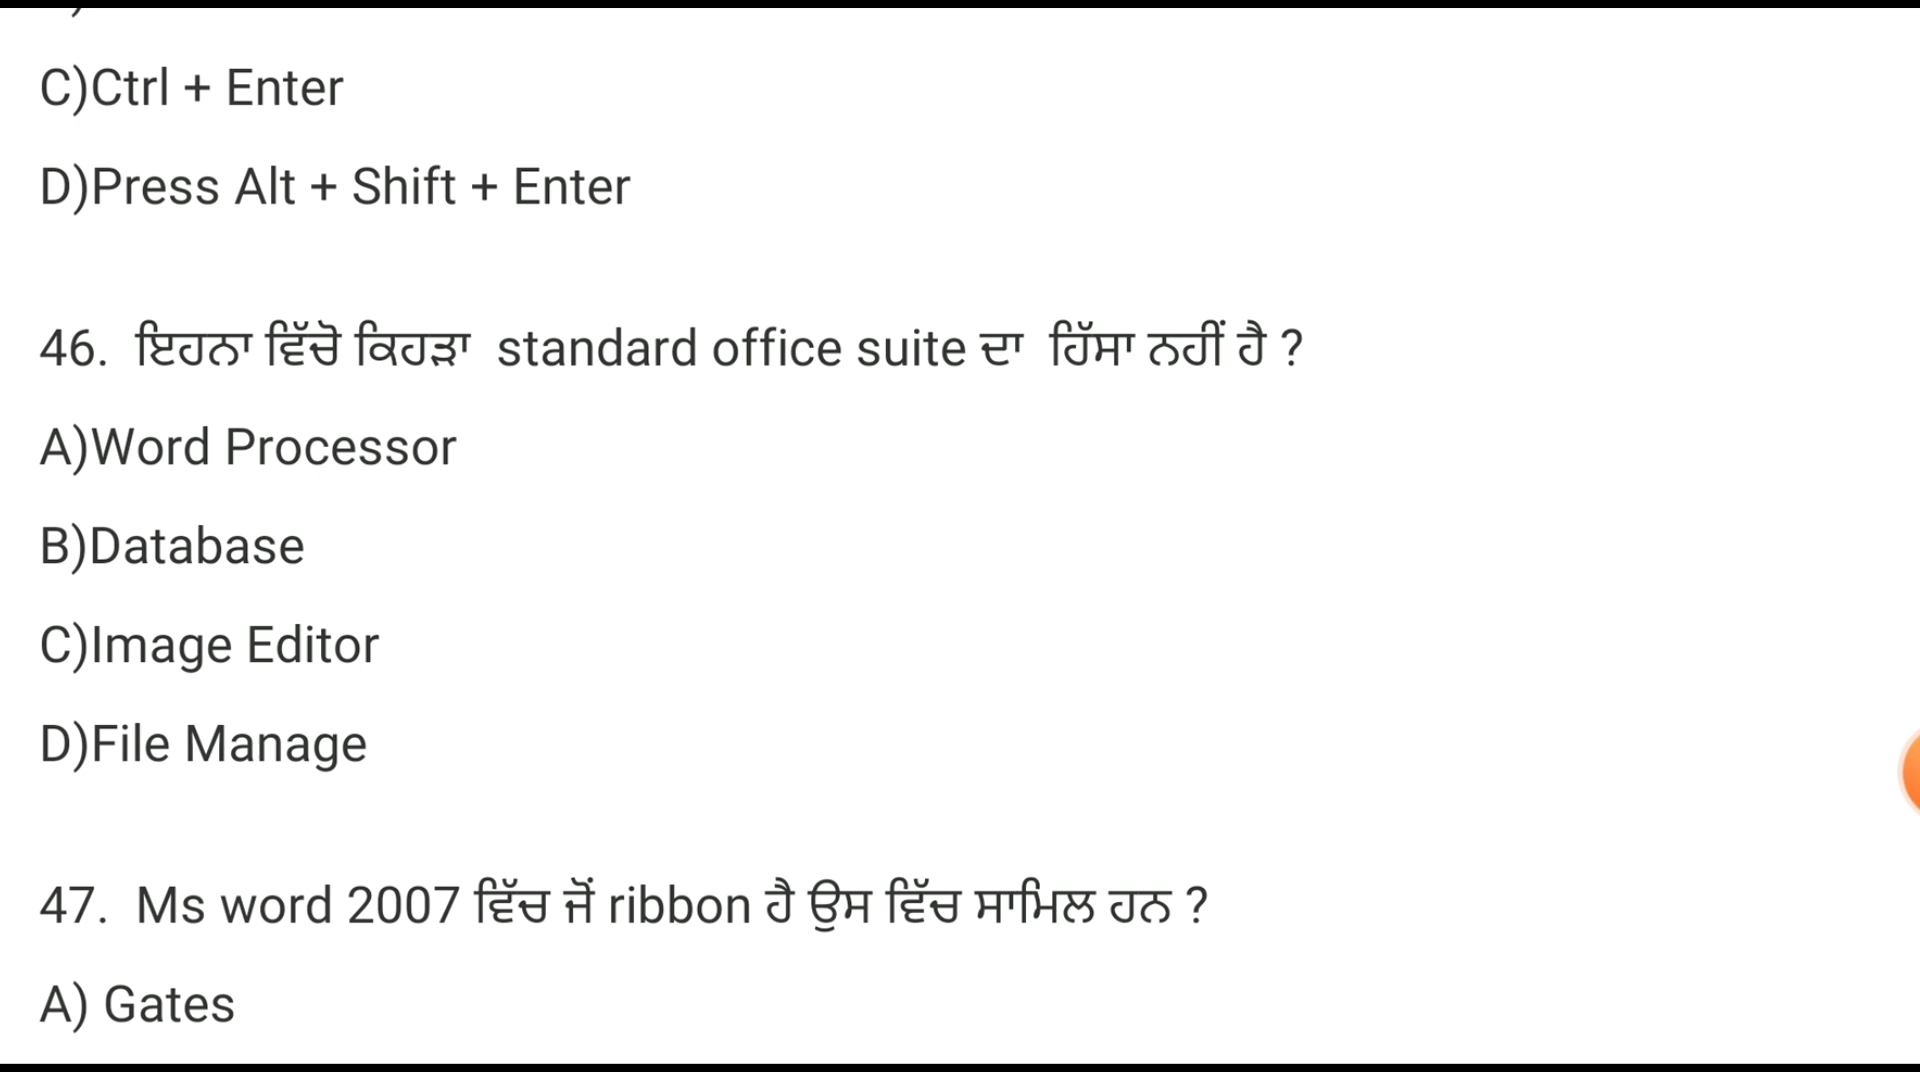 C)Ctrl + Enter
D)Press Alt + Shift + Enter
46. ਇਹਨਾ ਵਿੱਚੋ ਕਿਹੜਾ standard office suite ਦਾ ਹਿੱਸਾ ਨਹੀਂ ਹੈ ?
A)Word Processor
B)Database
C)Image Editor
D)File Manage
47. Ms word 2007 ਵਿੱਚ ਜੋਂ ribbon ਹੈ ਉਸ ਵਿੱਚ ਸਾਮਿਲ ਹਨ ?
A) Gates